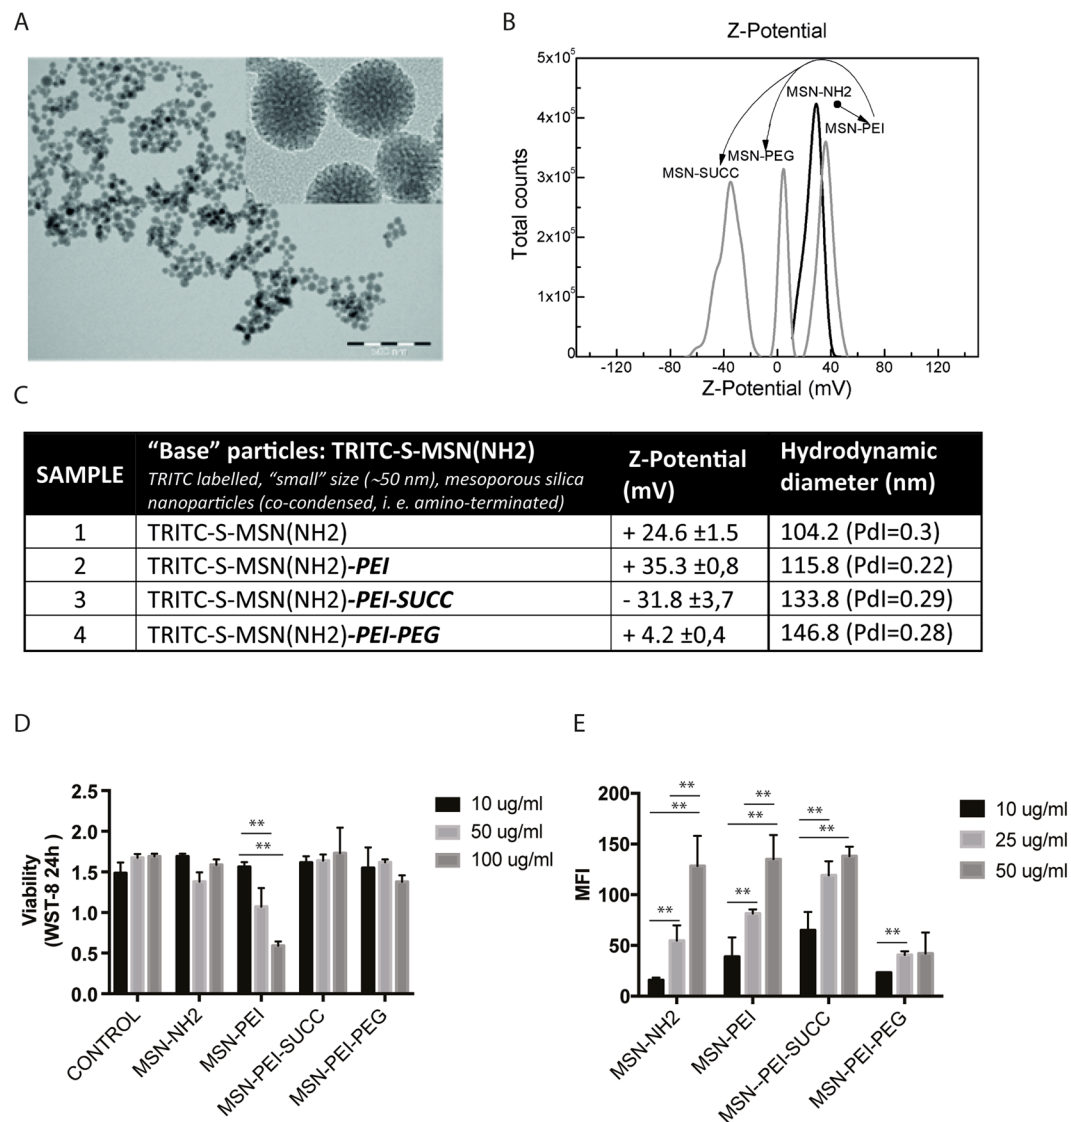 A
B
Z-Potential
5x10⁵
4x10⁵
3x10⁵
2x10⁵
1x10⁵
0
Total counts
MSN-NH2
MSN-PEI
MSN-PEG
MSN-SUCC
-120
-80
-40
0
40
80
120
Z-Potential (mV)
500 nm
C
SAMPLE
“Base” particles: TRITC-S-MSN(NH2)
TRITC labelled, “small” size (~50 nm), mesoporous silica
nanoparticles (co-condensed, i. e. amino-terminated)
Z-Potential
(mV)
Hydrodynamic
diameter (nm)
1 TRITC-S-MSN(NH2) + 24.6 ±1.5 104.2 (PdI=0.3)
2 TRITC-S-MSN(NH2)-PEI + 35.3 ±0,8 115.8 (PdI=0.22)
3 TRITC-S-MSN(NH2)-PEI-SUCC - 31.8 ±3,7 133.8 (PdI=0.29)
4 TRITC-S-MSN(NH2)-PEI-PEG + 4.2 ±0,4 146.8 (PdI=0.28)
D
Viability
(WST-8 24h )
2.5
2.0
1.5
1.0
0.5
0.0
**
**
10 ug/ml
50 ug/ml
100 ug/ml
CONTROL
MSN-NH2
MSN-PEI
MSN-PEI-SUCC
MSN-PEI-PEG
E
MFI
200
150
100
50
0
**
**
**
**
**
**
**
**
**
10 ug/ml
25 ug/ml
50 ug/ml
MSN-NH2
MSN-PEI
MSN--PEI-SUCC
MSN-PEI-PEG